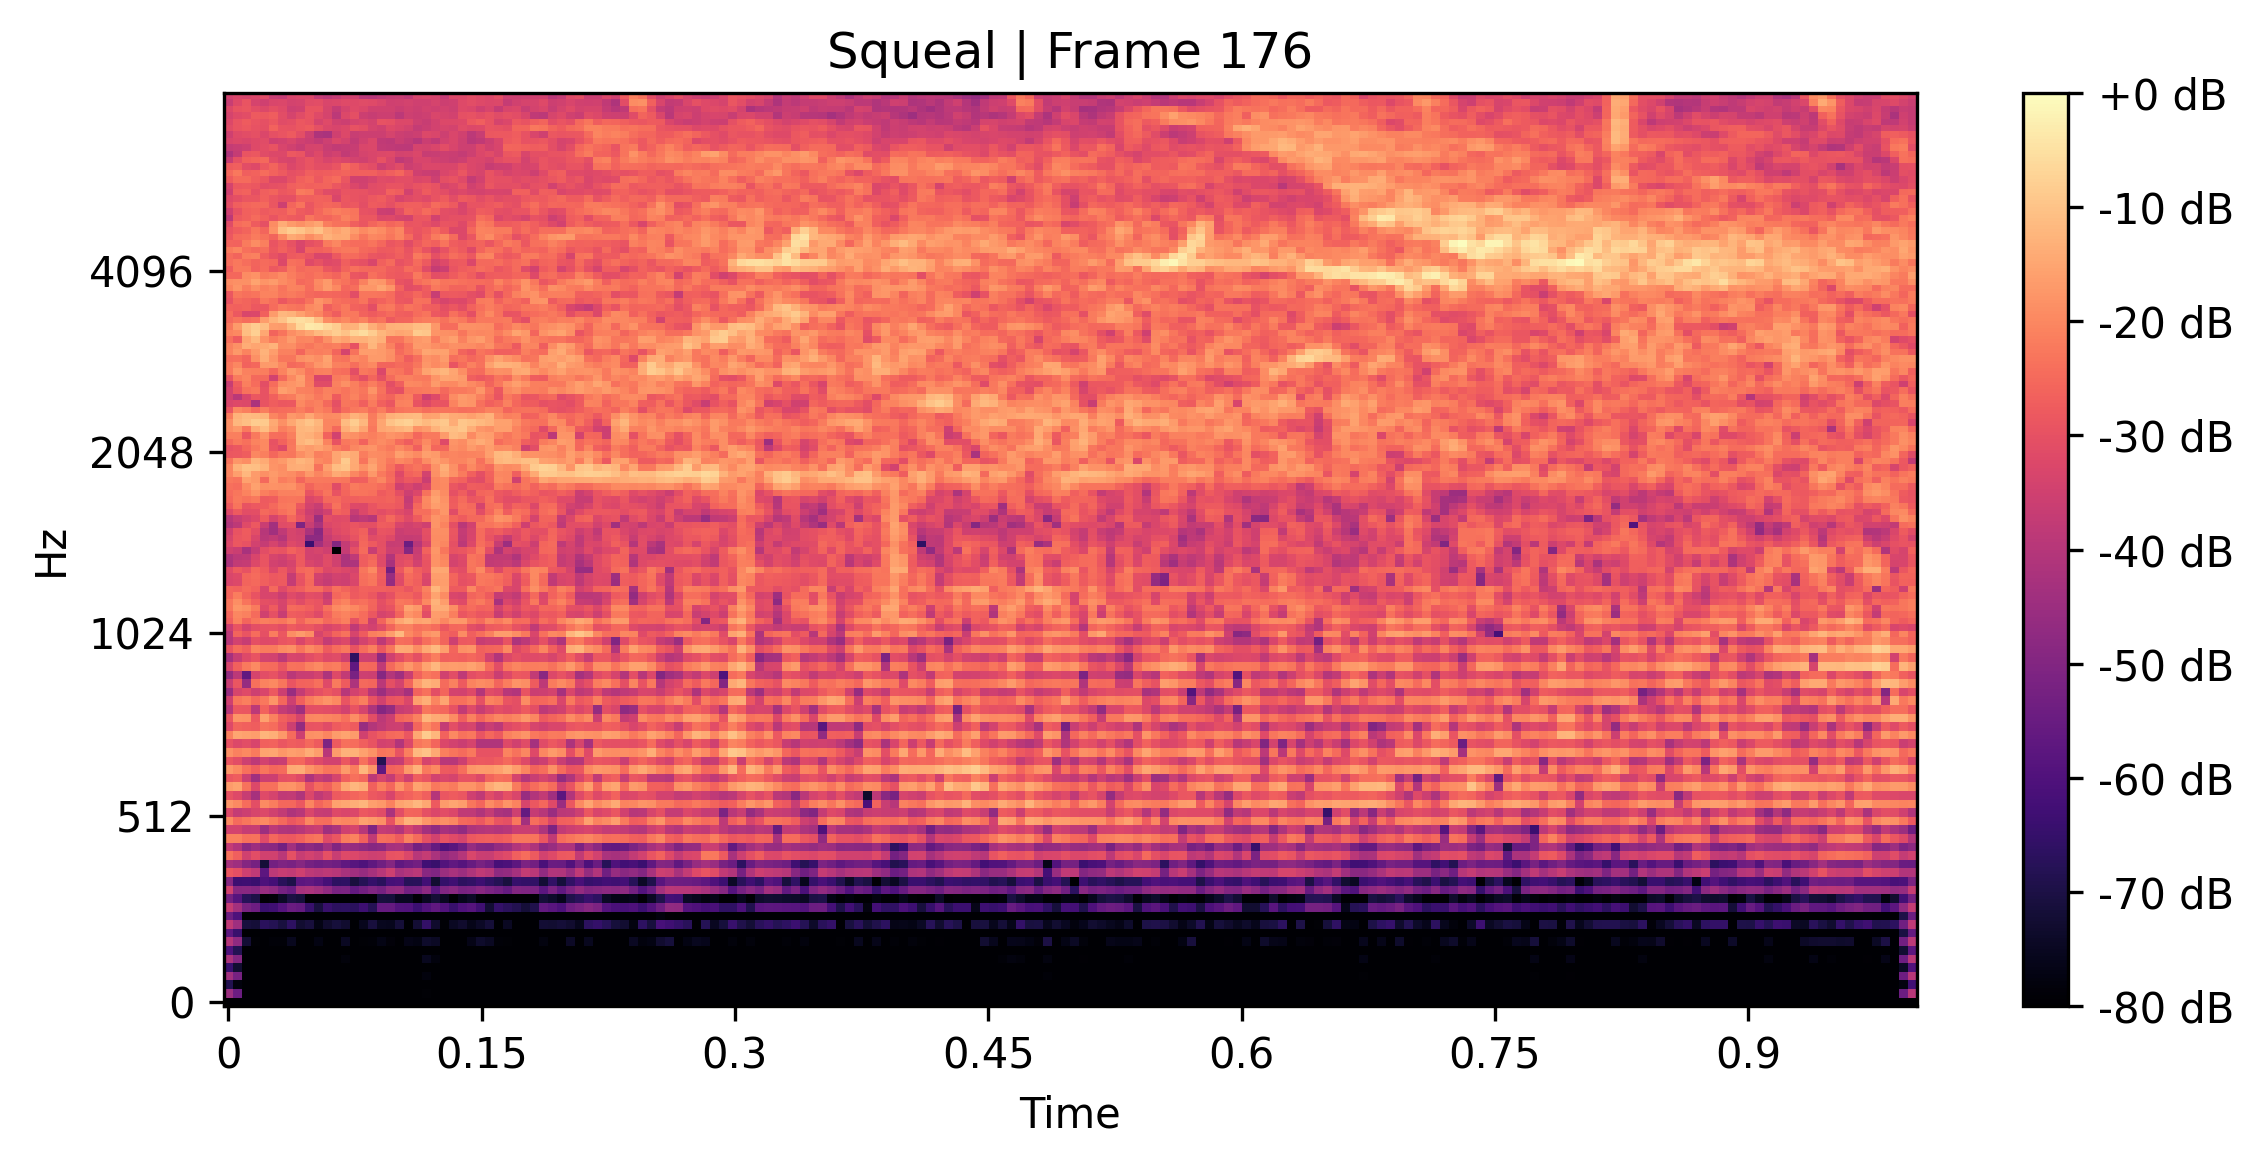 Squeal | Frame 176
Hz
4096
2048
1024
512
0
0 0.15 0.3 0.45 0.6 0.75 0.9
Time
+0 dB
-10 dB
-20 dB
-30 dB
-40 dB
-50 dB
-60 dB
-70 dB
-80 dB